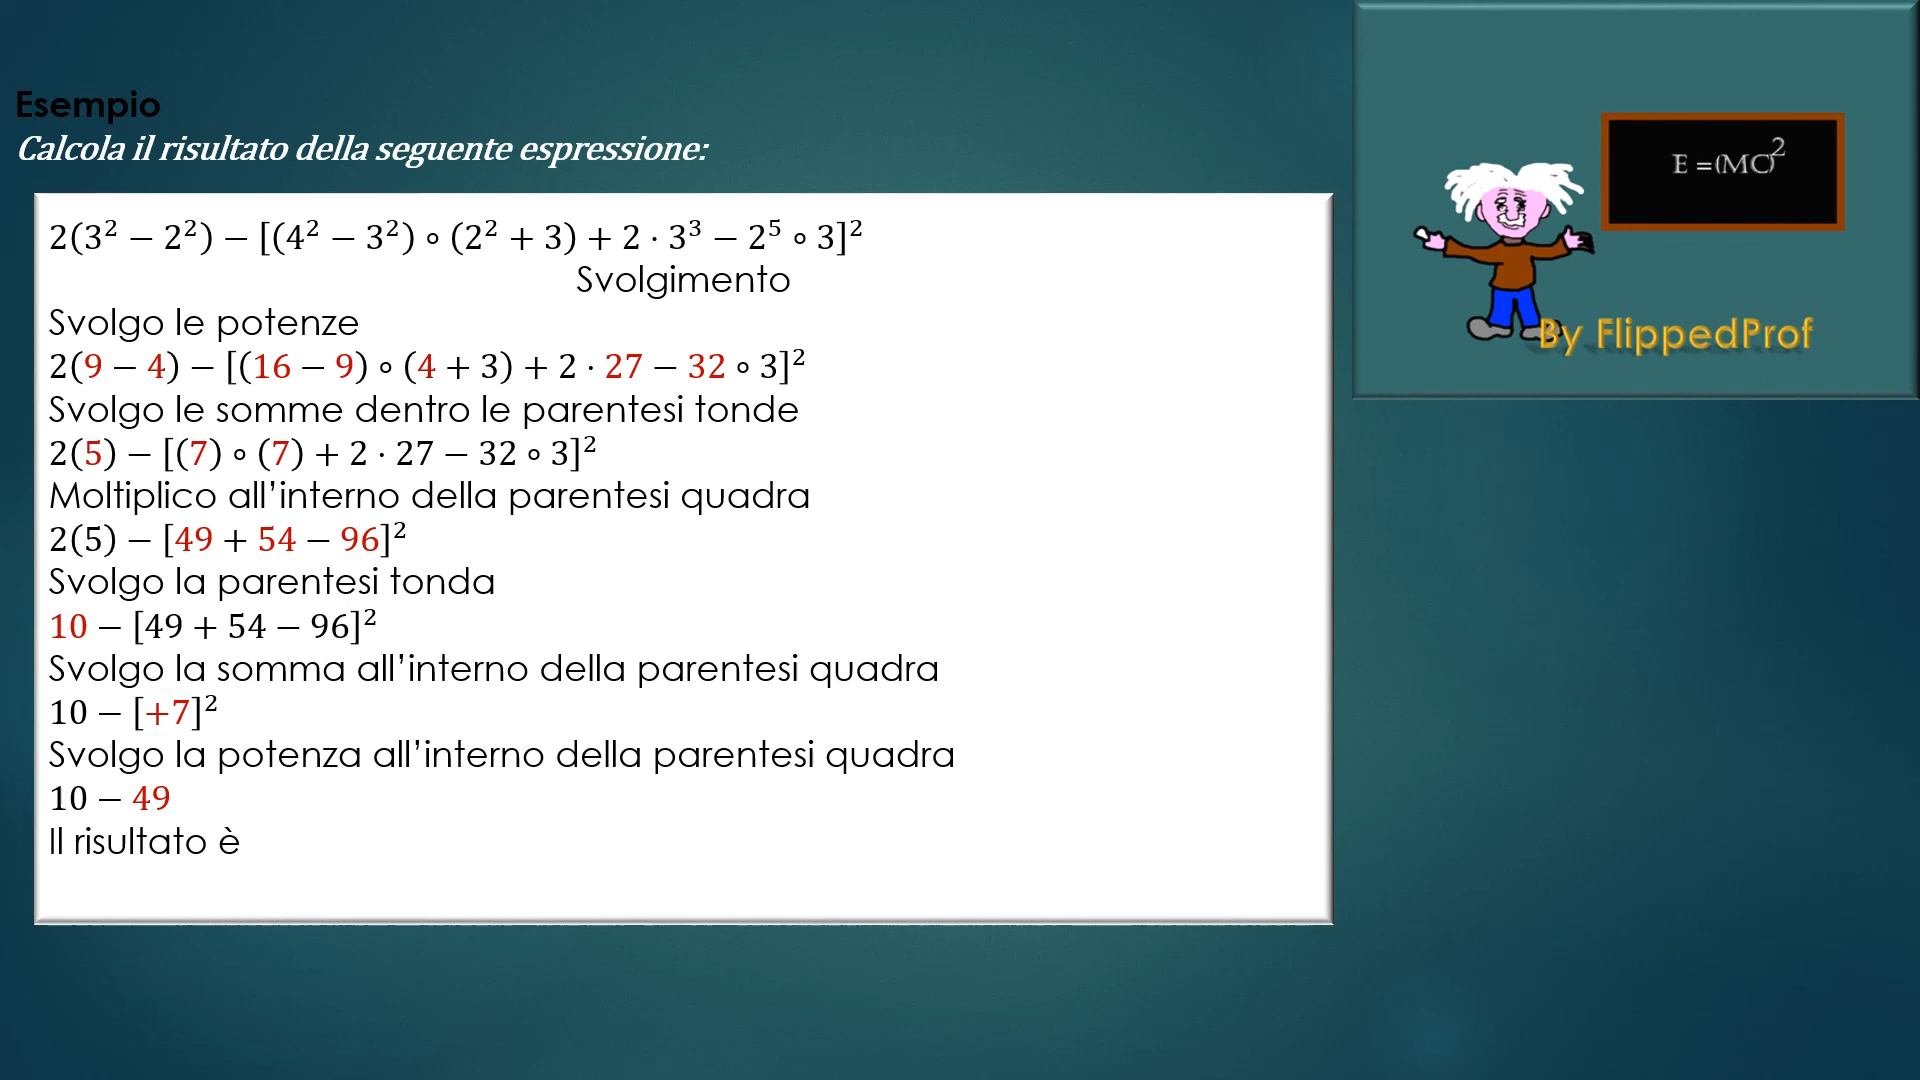 Esempio
Calcola il risultato della seguente espressione:
2(3² − 2²) − [(4² − 3²) ∘ (2² + 3) + 2 · 3³ − 2⁵ ∘ 3]²
Svolgimento
Svolgo le potenze
2(9 − 4) − [(16 − 9) ∘ (4 + 3) + 2 · 27 − 32 ∘ 3]²
Svolgo le somme dentro le parentesi tonde
2(5) − [(7) ∘ (7) + 2 · 27 − 32 ∘ 3]²
Moltiplico all’interno della parentesi quadra
2(5) − [49 + 54 − 96]²
Svolgo la parentesi tonda
10 − [49 + 54 − 96]²
Svolgo la somma all’interno della parentesi quadra
10 − [+7]²
Svolgo la potenza all’interno della parentesi quadra
10 − 49
Il risultato è
E =(MC)²
By FlippedProf